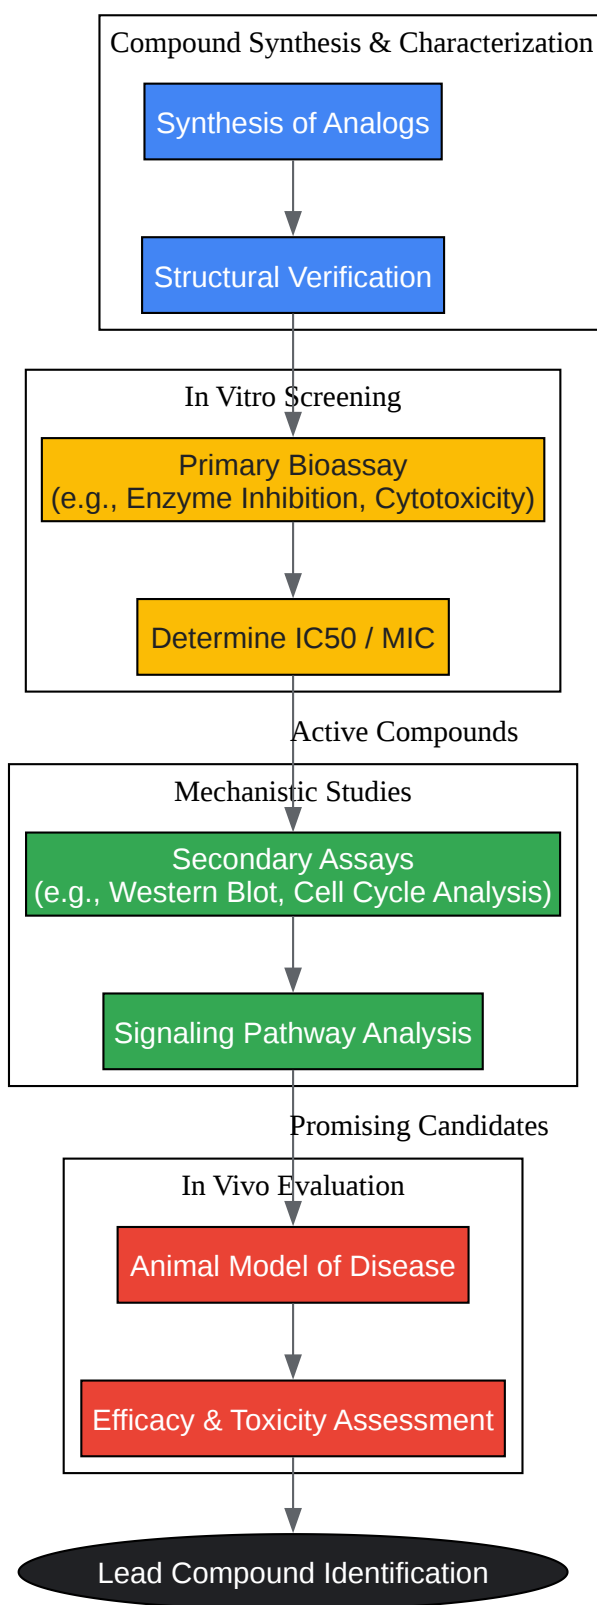 Compound Synthesis & Characterization
Synthesis of Analogs
Structural Verification
In Vitro Screening
Primary Bioassay
(e.g., Enzyme Inhibition, Cytotoxicity)
Determine IC50 / MIC
Active Compounds
Mechanistic Studies
Secondary Assays
(e.g., Western Blot, Cell Cycle Analysis)
Signaling Pathway Analysis
Promising Candidates
In Vivo Evaluation
Animal Model of Disease
Efficacy & Toxicity Assessment
Lead Compound Identification